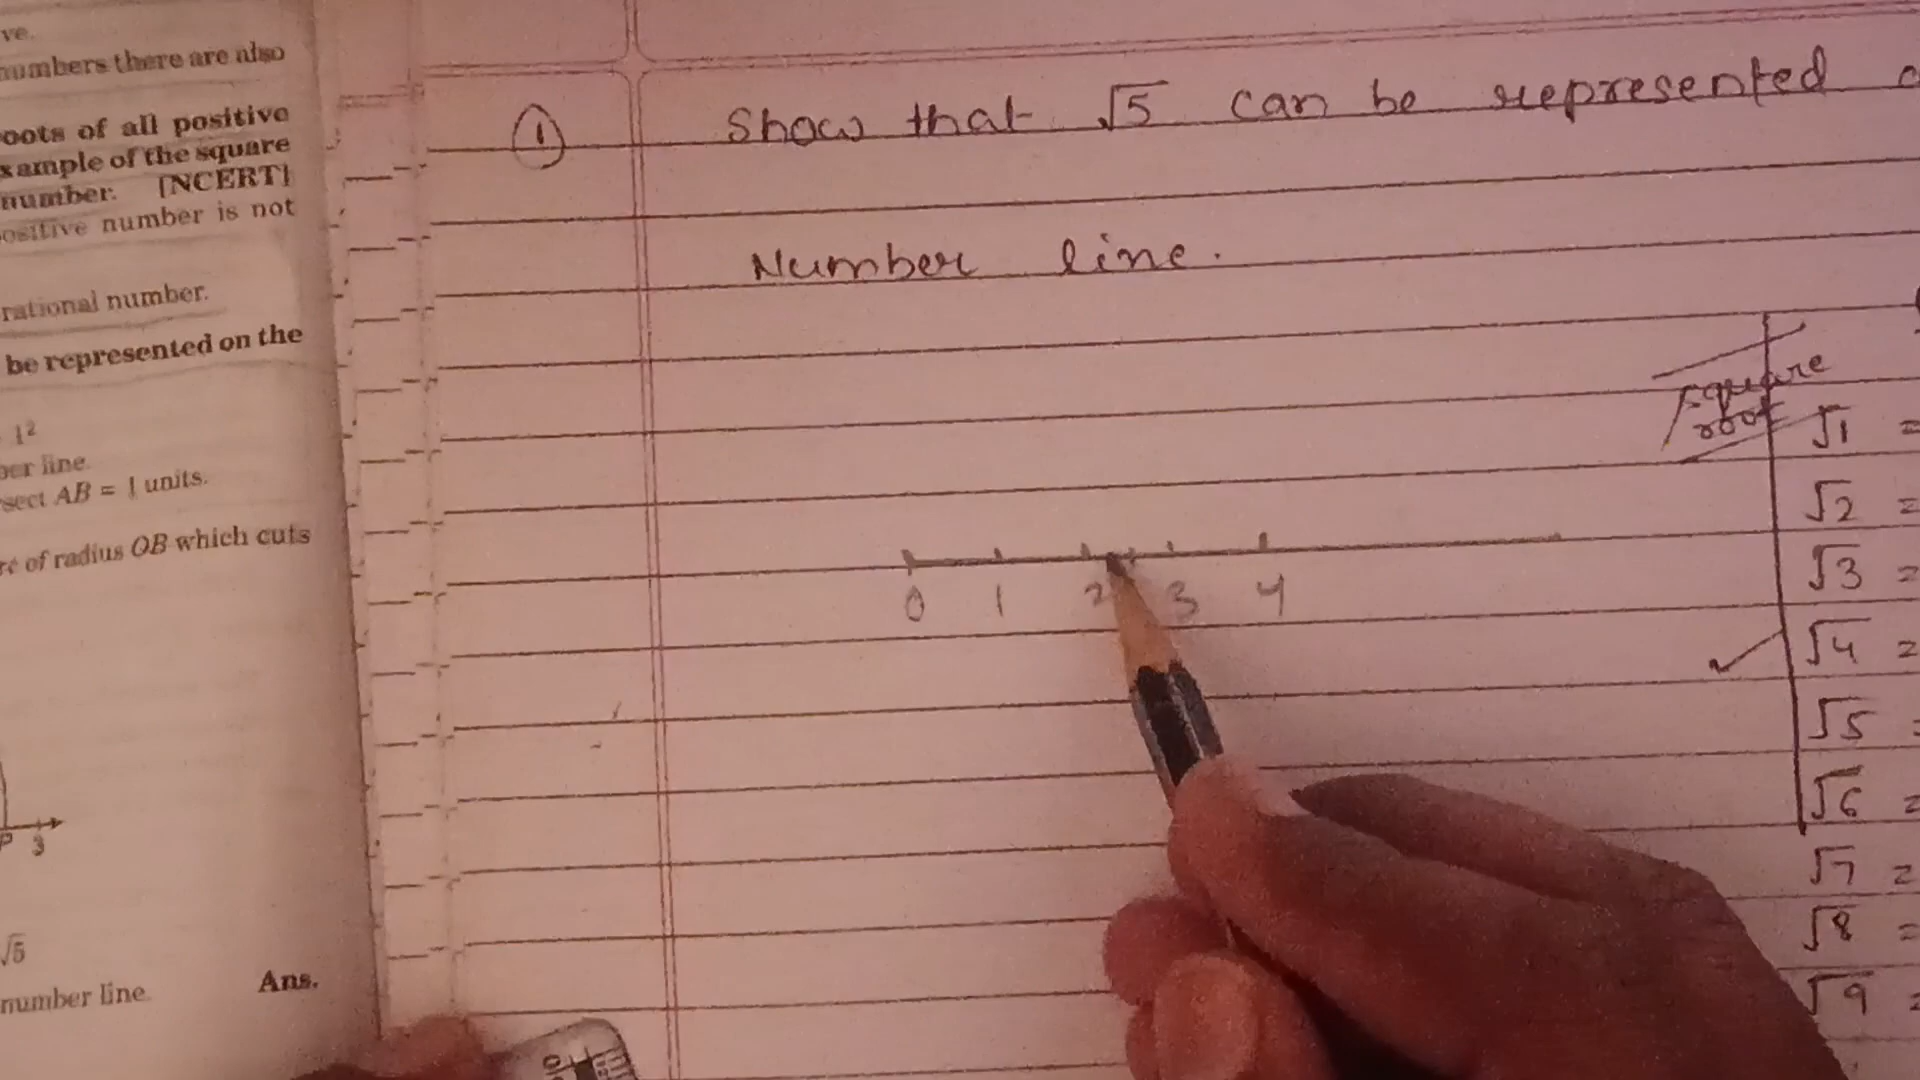 ve.
numbers there are also
oots of all positive
xample of the square
number. [NCERT]
ositive number is not
rational number.
be represented on the
1²
ber line.
sect AB = 1 units.
re of radius OB which cuts
P 3
√5
number line. Ans.
① Show that √5 can be represented
Number line.
square
root
√1 =
√2 =
√3 =
√4 =
√5 =
√6 =
√7 =
√8 =
√9 =
0 1 2 3 4